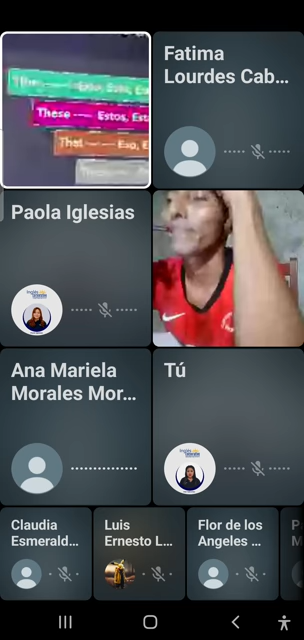 These ---- Estos, Est
That ---- Eso, E
Fatima
Lourdes Cab...
Paola Iglesias
Ana Mariela
Morales Mor...
Tú
Claudia
Esmerald...
Luis
Ernesto L...
Flor de los
Angeles ...